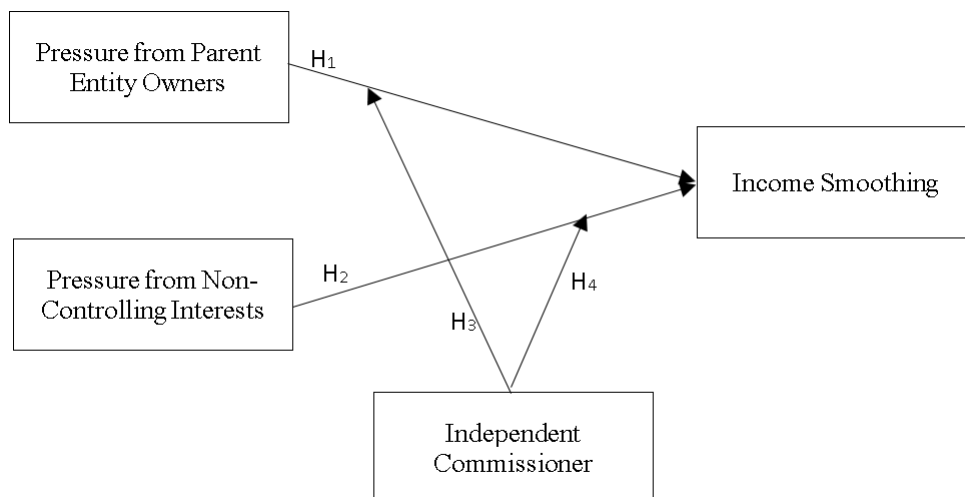 Pressure from Parent
Entity Owners
H1
Income Smoothing
Pressure from Non-
Controlling Interests
H2
H3
H4
Independent
Commissioner